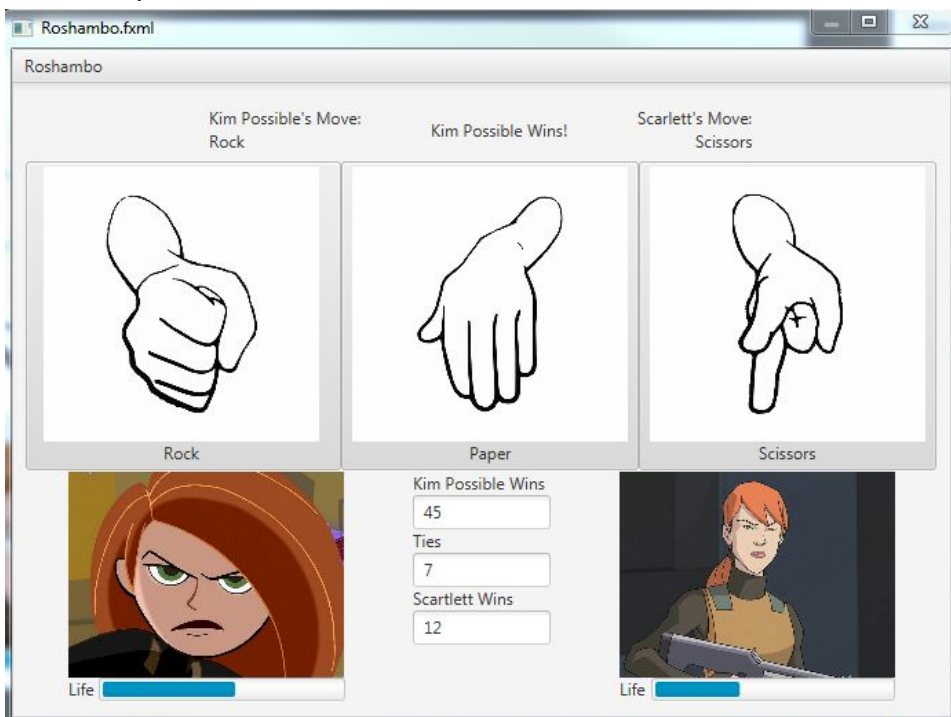 Roshambo.fxml
Roshambo
Kim Possible's Move:
Rock
Kim Possible Wins!
Scarlett's Move:
Scissors
Rock
Paper
Scissors
Kim Possible Wins
45
Ties
7
Scartlett Wins
12
Life
Life